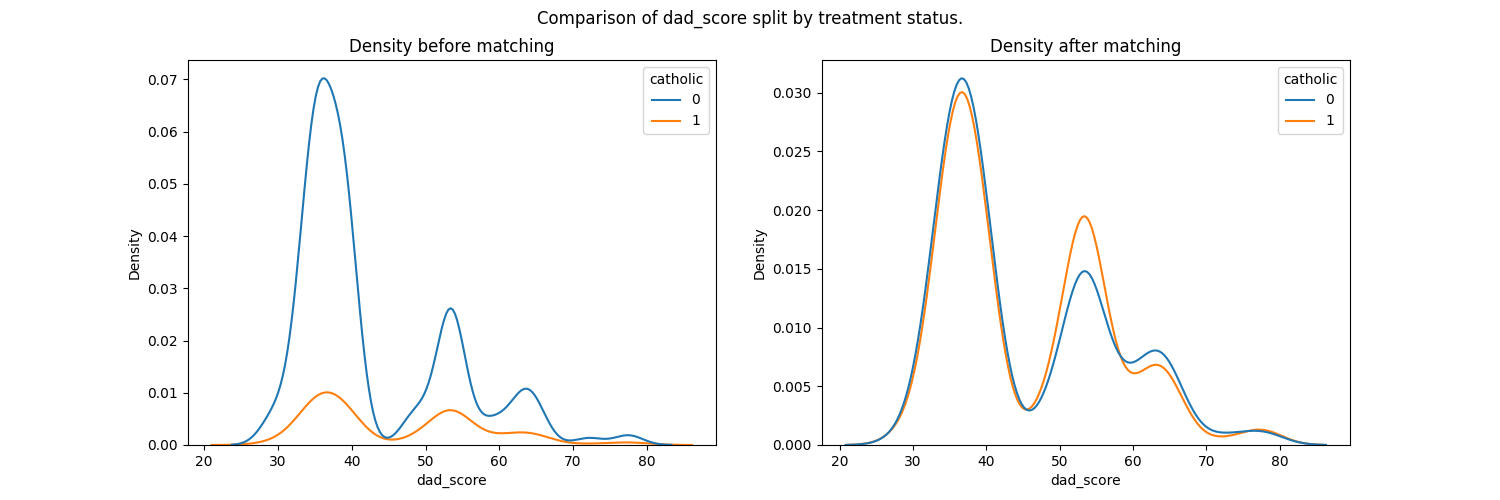 Comparison of dad_score split by treatment status.
Density before matching
Density
0.07
0.06
0.05
0.04
0.03
0.02
0.01
0.00
20 30 40 50 60 70 80
dad_score
catholic
0
1
Density after matching
Density
0.030
0.025
0.020
0.015
0.010
0.005
0.000
20 30 40 50 60 70 80
dad_score
catholic
0
1